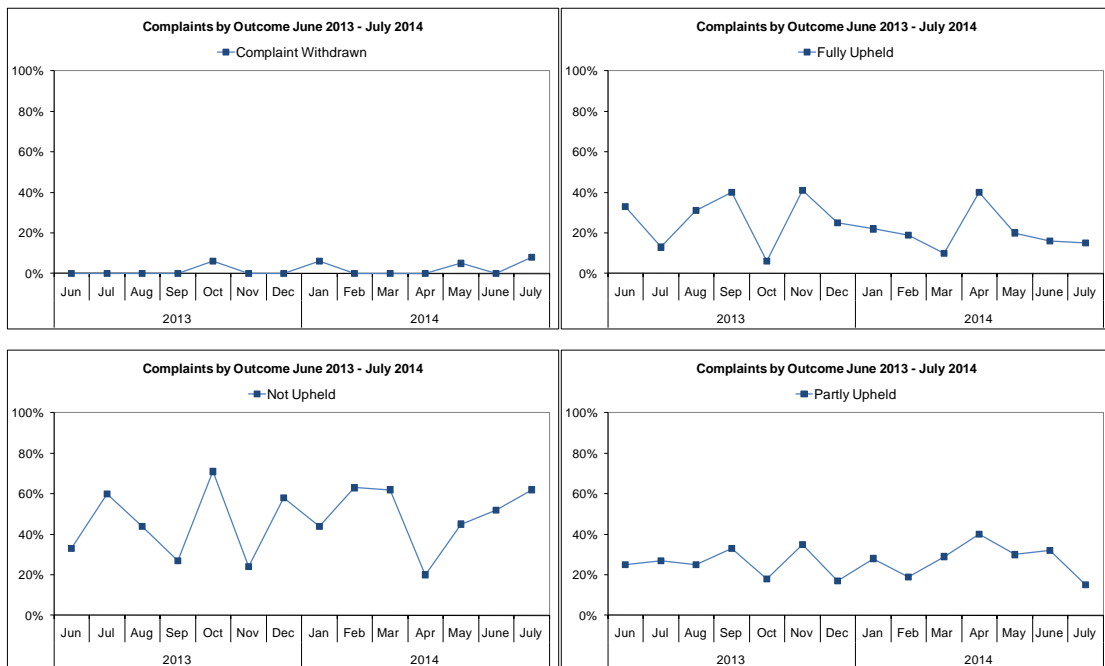 Complaints by Outcome June 2013 - July 2014
Complaint Withdrawn
100%
80%
60%
40%
20%
0%
Jun Jul Aug Sep Oct Nov Dec Jan Feb Mar Apr May June July
2013 2014
Complaints by Outcome June 2013 - July 2014
Fully Upheld
100%
80%
60%
40%
20%
0%
Jun Jul Aug Sep Oct Nov Dec Jan Feb Mar Apr May June July
2013 2014
Complaints by Outcome June 2013 - July 2014
Not Upheld
100%
80%
60%
40%
20%
0%
Jun Jul Aug Sep Oct Nov Dec Jan Feb Mar Apr May June July
2013 2014
Complaints by Outcome June 2013 - July 2014
Partly Upheld
100%
80%
60%
40%
20%
0%
Jun Jul Aug Sep Oct Nov Dec Jan Feb Mar Apr May June July
2013 2014